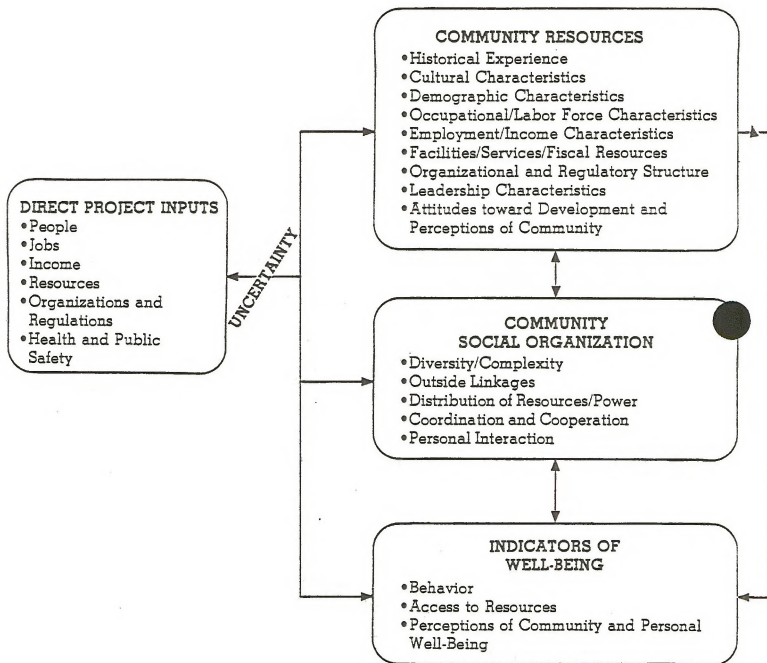 COMMUNITY RESOURCES
•Historical Experience
•Cultural Characteristics
•Demographic Characteristics
•Occupational/Labor Force Characteristics
•Employment/Income Characteristics
•Facilities/Services/Fiscal Resources
•Organizational and Regulatory Structure
•Leadership Characteristics
•Attitudes toward Development and
Perceptions of Community
DIRECT PROJECT INPUTS
•People
•Jobs
•Income
•Resources
•Organizations and
Regulations
•Health and Public
Safety
UNCERTAINTY
COMMUNITY
SOCIAL ORGANIZATION
•Diversity/Complexity
•Outside Linkages
•Distribution of Resources/Power
•Coordination and Cooperation
•Personal Interaction
INDICATORS OF
WELL-BEING
•Behavior
•Access to Resources
•Perceptions of Community and Personal
Well-Being